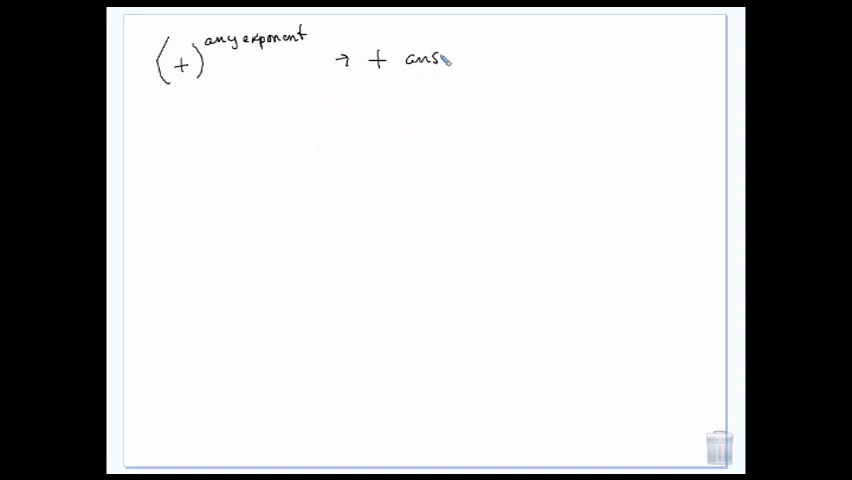 (+)^any exponent → + ans